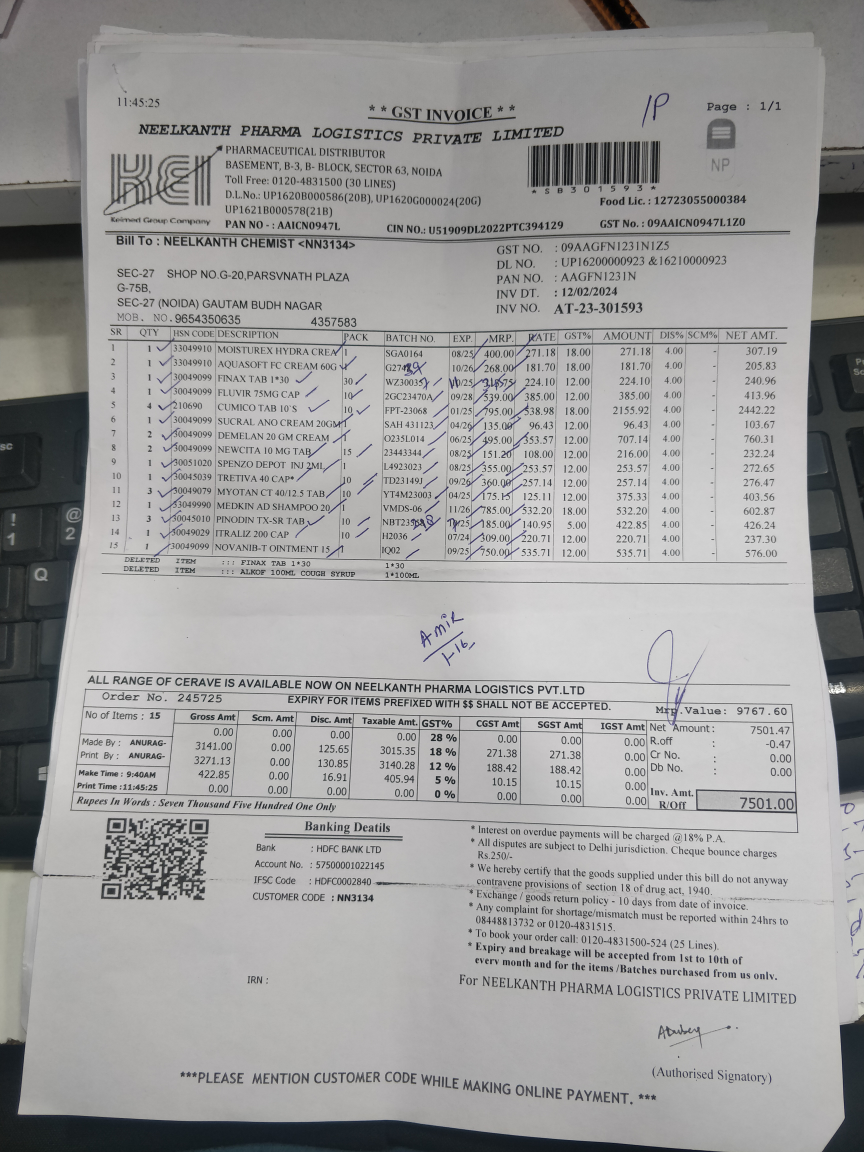 11:45:25
* * GST INVOICE * *
IP
Page : 1/1
NEELKANTH PHARMA LOGISTICS PRIVATE LIMITED
KEI
Keimed Group Company
PHARMACEUTICAL DISTRIBUTOR
BASEMENT, B-3, B- BLOCK, SECTOR 63, NOIDA
Toll Free: 0120-4831500 (30 LINES)
D.L.No.: UP1620B000586(20B), UP1620G000024(20G)
UP1621B000578(21B)
PAN NO - : AAICN0947L
CIN NO.: U51909DL2022PTC394129
* S B 3 0 1 5 9 3 *
NP
Food Lic. : 12723055000384
GST No. : 09AAICN0947L1Z0
Bill To : NEELKANTH CHEMIST <NN3134>
SEC-27 SHOP NO.G-20,PARSVNATH PLAZA
G-75B,
SEC-27 (NOIDA) GAUTAM BUDH NAGAR
MOB. NO.9654350635 4357583
GST NO. : 09AAGFN1231N1Z5
DL NO. : UP16200000923 &16210000923
PAN NO. : AAGFN1231N
INV DT. : 12/02/2024
INV NO. AT-23-301593
SR QTY HSN CODE DESCRIPTION PACK BATCH NO. EXP. MRP. RATE GST% AMOUNT DIS% SCM% NET AMT.
1 1 33049910 MOISTUREX HYDRA CREA 1 SGA0164 08/25 400.00 271.18 18.00 271.18 4.00 - 307.19
2 1 33049910 AQUASOFT FC CREAM 60G 10/26 268.00 181.70 18.00 181.70 4.00 - 205.83
3 1 30049099 FINAX TAB 1*30 30 224.10 12.00 224.10 4.00 - 240.96
4 1 30049099 FLUVIR 75MG CAP 10 2GC23470A 09/28 539.00 385.00 12.00 385.00 4.00 - 413.96
5 4 210690 CUMICO TAB 10`S 10 FPT-23068 01/25 795.00 538.98 18.00 2155.92 4.00 - 2442.22
6 1 30049099 SUCRAL ANO CREAM 20GM 1 SAH 431123 04/26 135.00 96.43 12.00 96.43 4.00 - 103.67
7 2 30049099 DEMELAN 20 GM CREAM 1 O235L014 06/25 495.00 353.57 12.00 707.14 4.00 - 760.31
8 2 30049099 NEWCITA 10 MG TAB 15 23443344 08/25 151.20 108.00 12.00 216.00 4.00 - 232.24
9 1 30051020 SPENZO DEPOT INJ 2ML 1 L4923023 08/25 355.00 253.57 12.00 253.57 4.00 - 272.65
10 1 30045039 TRETIVA 40 CAP* 10 TD23149J 09/26 360.00 257.14 12.00 257.14 4.00 - 276.47
11 3 30049079 MYOTAN CT 40/12.5 TAB 10 YT4M23003 04/25 175.15 125.11 12.00 375.33 4.00 - 403.56
12 1 33049990 MEDKIN AD SHAMPOO 20 1 VMDS-06 11/26 785.00 532.20 18.00 532.20 4.00 - 602.87
13 3 30045010 PINODIN TX-SR TAB 10 185.00 140.95 5.00 422.85 4.00 - 426.24
14 1 30049029 ITRALIZ 200 CAP 10 H2036 07/24 309.00 220.71 12.00 220.71 4.00 - 237.30
15 1 30049099 NOVANIB-T OINTMENT 15 1 IQ02 09/25 750.00 535.71 12.00 535.71 4.00 - 576.00
DELETED ITEM ::: FINAX TAB 1*30 1*30
DELETED ITEM ::: ALKOF 100ML COUGH SYRUP 1*100ML
Amir
ALL RANGE OF CERAVE IS AVAILABLE NOW ON NEELKANTH PHARMA LOGISTICS PVT.LTD
Order No. 245725 EXPIRY FOR ITEMS PREFIXED WITH $$ SHALL NOT BE ACCEPTED. Mrp.Value: 9767.60
No of Items : 15
Made By : ANURAG-
Print By : ANURAG-
Make Time : 9:40AM
Print Time :11:45:25
Gross Amt Scm. Amt Disc. Amt Taxable Amt. GST% CGST Amt SGST Amt IGST Amt
0.00 0.00 0.00 0.00 28 % 0.00 0.00 0.00
3141.00 0.00 125.65 3015.35 18 % 271.38 271.38 0.00
3271.13 0.00 130.85 3140.28 12 % 188.42 188.42 0.00
422.85 0.00 16.91 405.94 5 % 10.15 10.15 0.00
0.00 0.00 0.00 0.00 0 % 0.00 0.00 0.00
Net Amount: 7501.47
R.off : -0.47
Cr No. : 0.00
Db No. : 0.00
Inv. Amt.
R/Off 7501.00
Rupees In Words : Seven Thousand Five Hundred One Only
Banking Deatils
Bank : HDFC BANK LTD
Account No. : 57500001022145
IFSC Code : HDFC0002840
CUSTOMER CODE : NN3134
* Interest on overdue payments will be charged @18% P.A.
* All disputes are subject to Delhi jurisdiction. Cheque bounce charges
Rs.250/-
* We hereby certify that the goods supplied under this bill do not anyway
contravene provisions of section 18 of drug act, 1940.
* Exchange / goods return policy - 10 days from date of invoice.
* Any complaint for shortage/mismatch must be reported within 24hrs to
08448813732 or 0120-4831515.
* To book your order call: 0120-4831500-524 (25 Lines).
* Expiry and breakage will be accepted from 1st to 10th of
every month and for the items /Batches purchased from us only.
IRN :
For NEELKANTH PHARMA LOGISTICS PRIVATE LIMITED
(Authorised Signatory)
***PLEASE MENTION CUSTOMER CODE WHILE MAKING ONLINE PAYMENT. ***